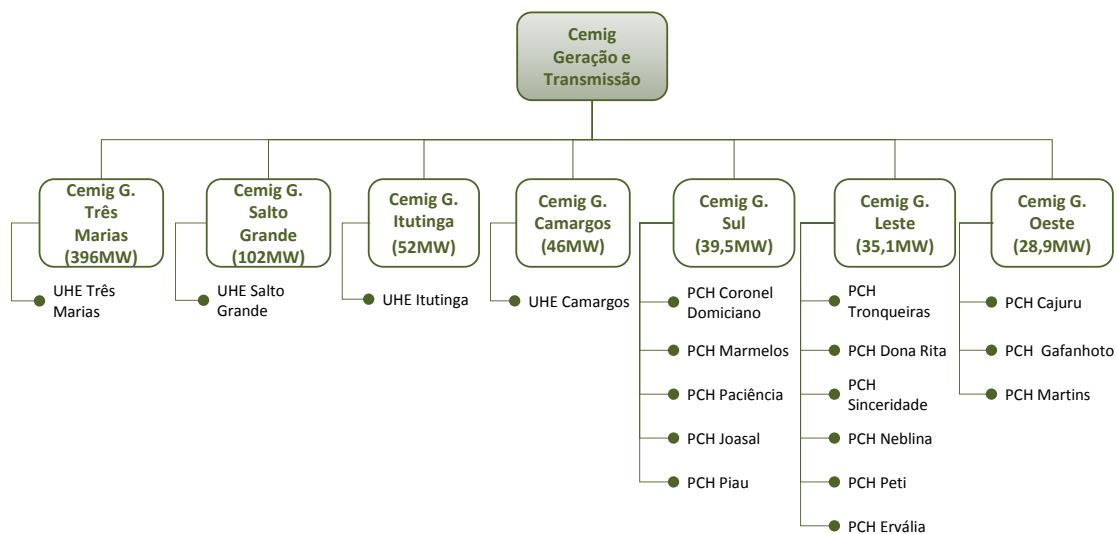 Cemig
Geração e
Transmissão
Cemig G.
Três
Marias
(396MW)
UHE Três
Marias
Cemig G.
Salto
Grande
(102MW)
UHE Salto
Grande
Cemig G.
Itutinga
(52MW)
UHE Itutinga
Cemig G.
Camargos
(46MW)
UHE Camargos
Cemig G.
Sul
(39,5MW)
PCH Coronel
Domiciano
PCH Marmelos
PCH Paciência
PCH Joasal
PCH Piau
Cemig G.
Leste
(35,1MW)
PCH
Tronqueiras
PCH Dona Rita
PCH
Sinceridade
PCH Neblina
PCH Peti
PCH Ervália
Cemig G.
Oeste
(28,9MW)
PCH Cajuru
PCH Gafanhoto
PCH Martins